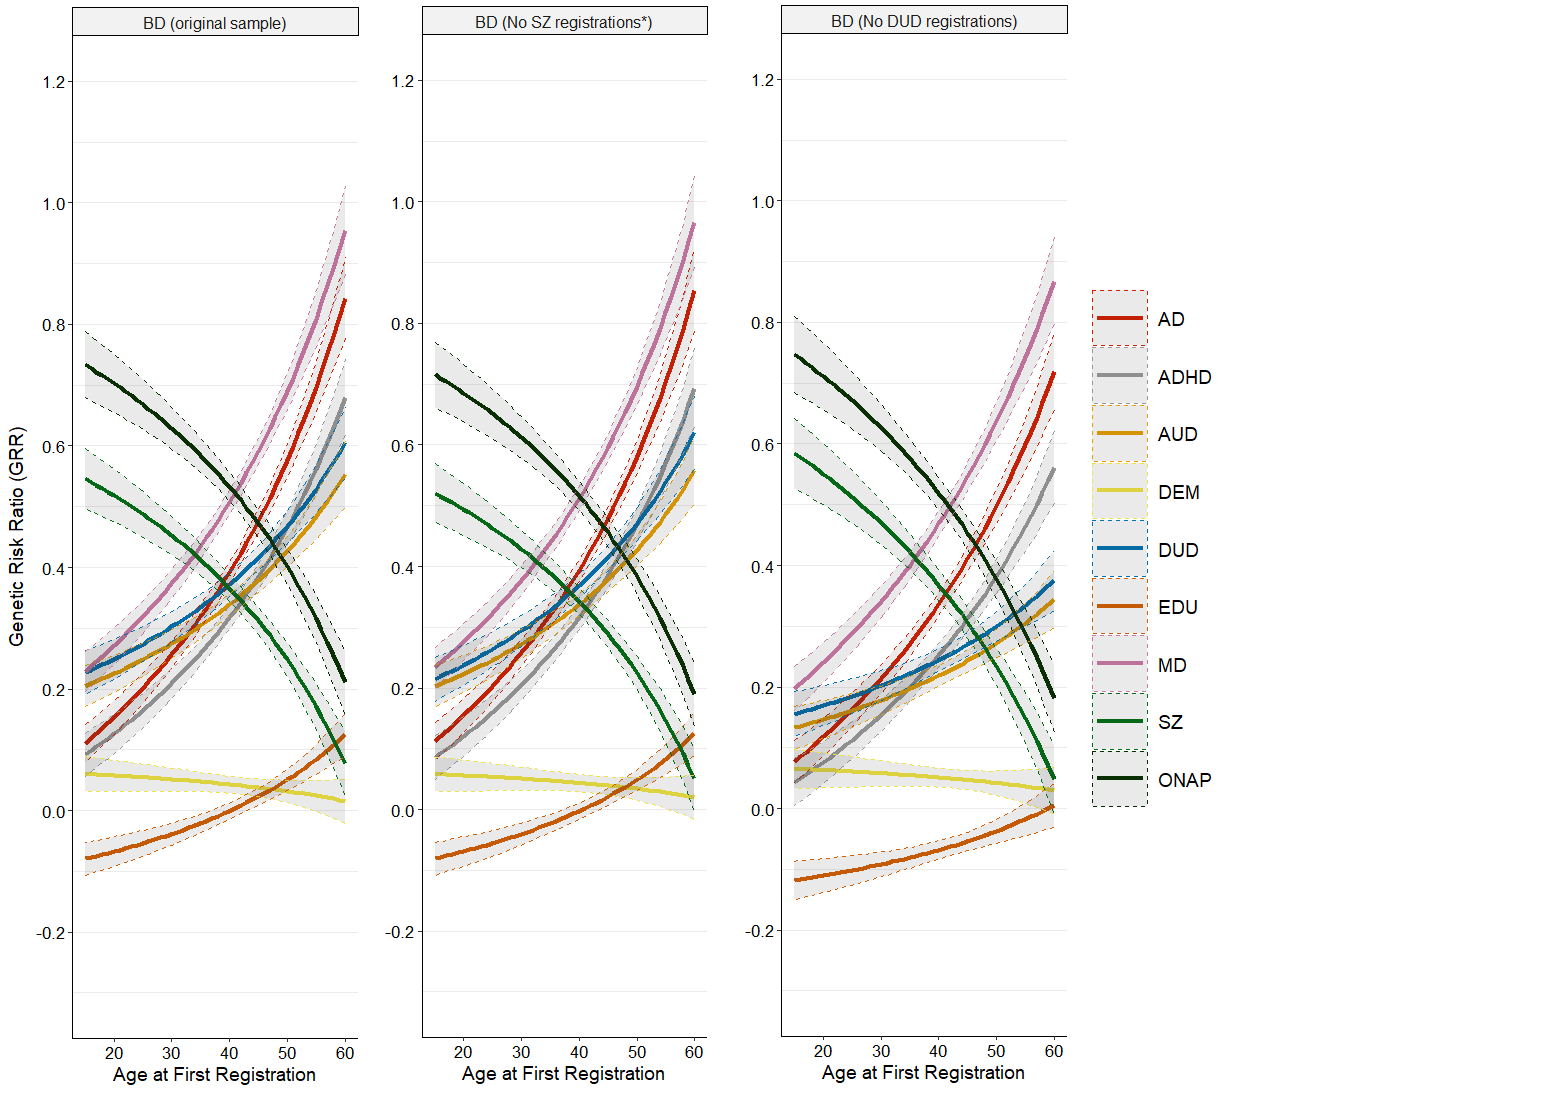 BD (original sample)
BD (No SZ registrations*)
BD (No DUD registrations)
Genetic Risk Ratio (GRR)
1.2
1.0
0.8
0.6
0.4
0.2
0.0
-0.2
20 30 40 50 60
Age at First Registration
1.2
1.0
0.8
0.6
0.4
0.2
0.0
-0.2
20 30 40 50 60
Age at First Registration
1.2
1.0
0.8
0.6
0.4
0.2
0.0
-0.2
20 30 40 50 60
Age at First Registration
AD
ADHD
AUD
DEM
DUD
EDU
MD
SZ
ONAP